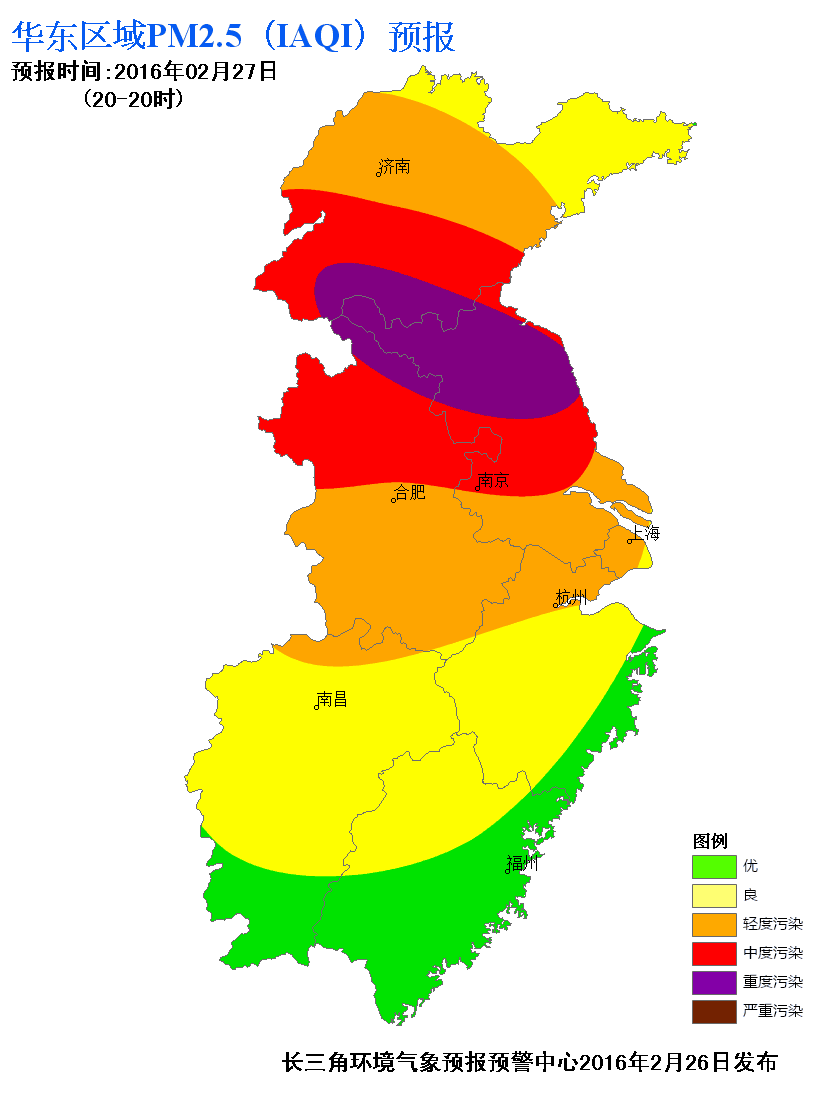 华东区域PM2.5（IAQI）预报
预报时间:2016年02月27日
(20-20时)
济南
南京
合肥
上海
杭州
南昌
福州
图例
优
良
轻度污染
中度污染
重度污染
严重污染
长三角环境气象预报预警中心2016年2月26日发布